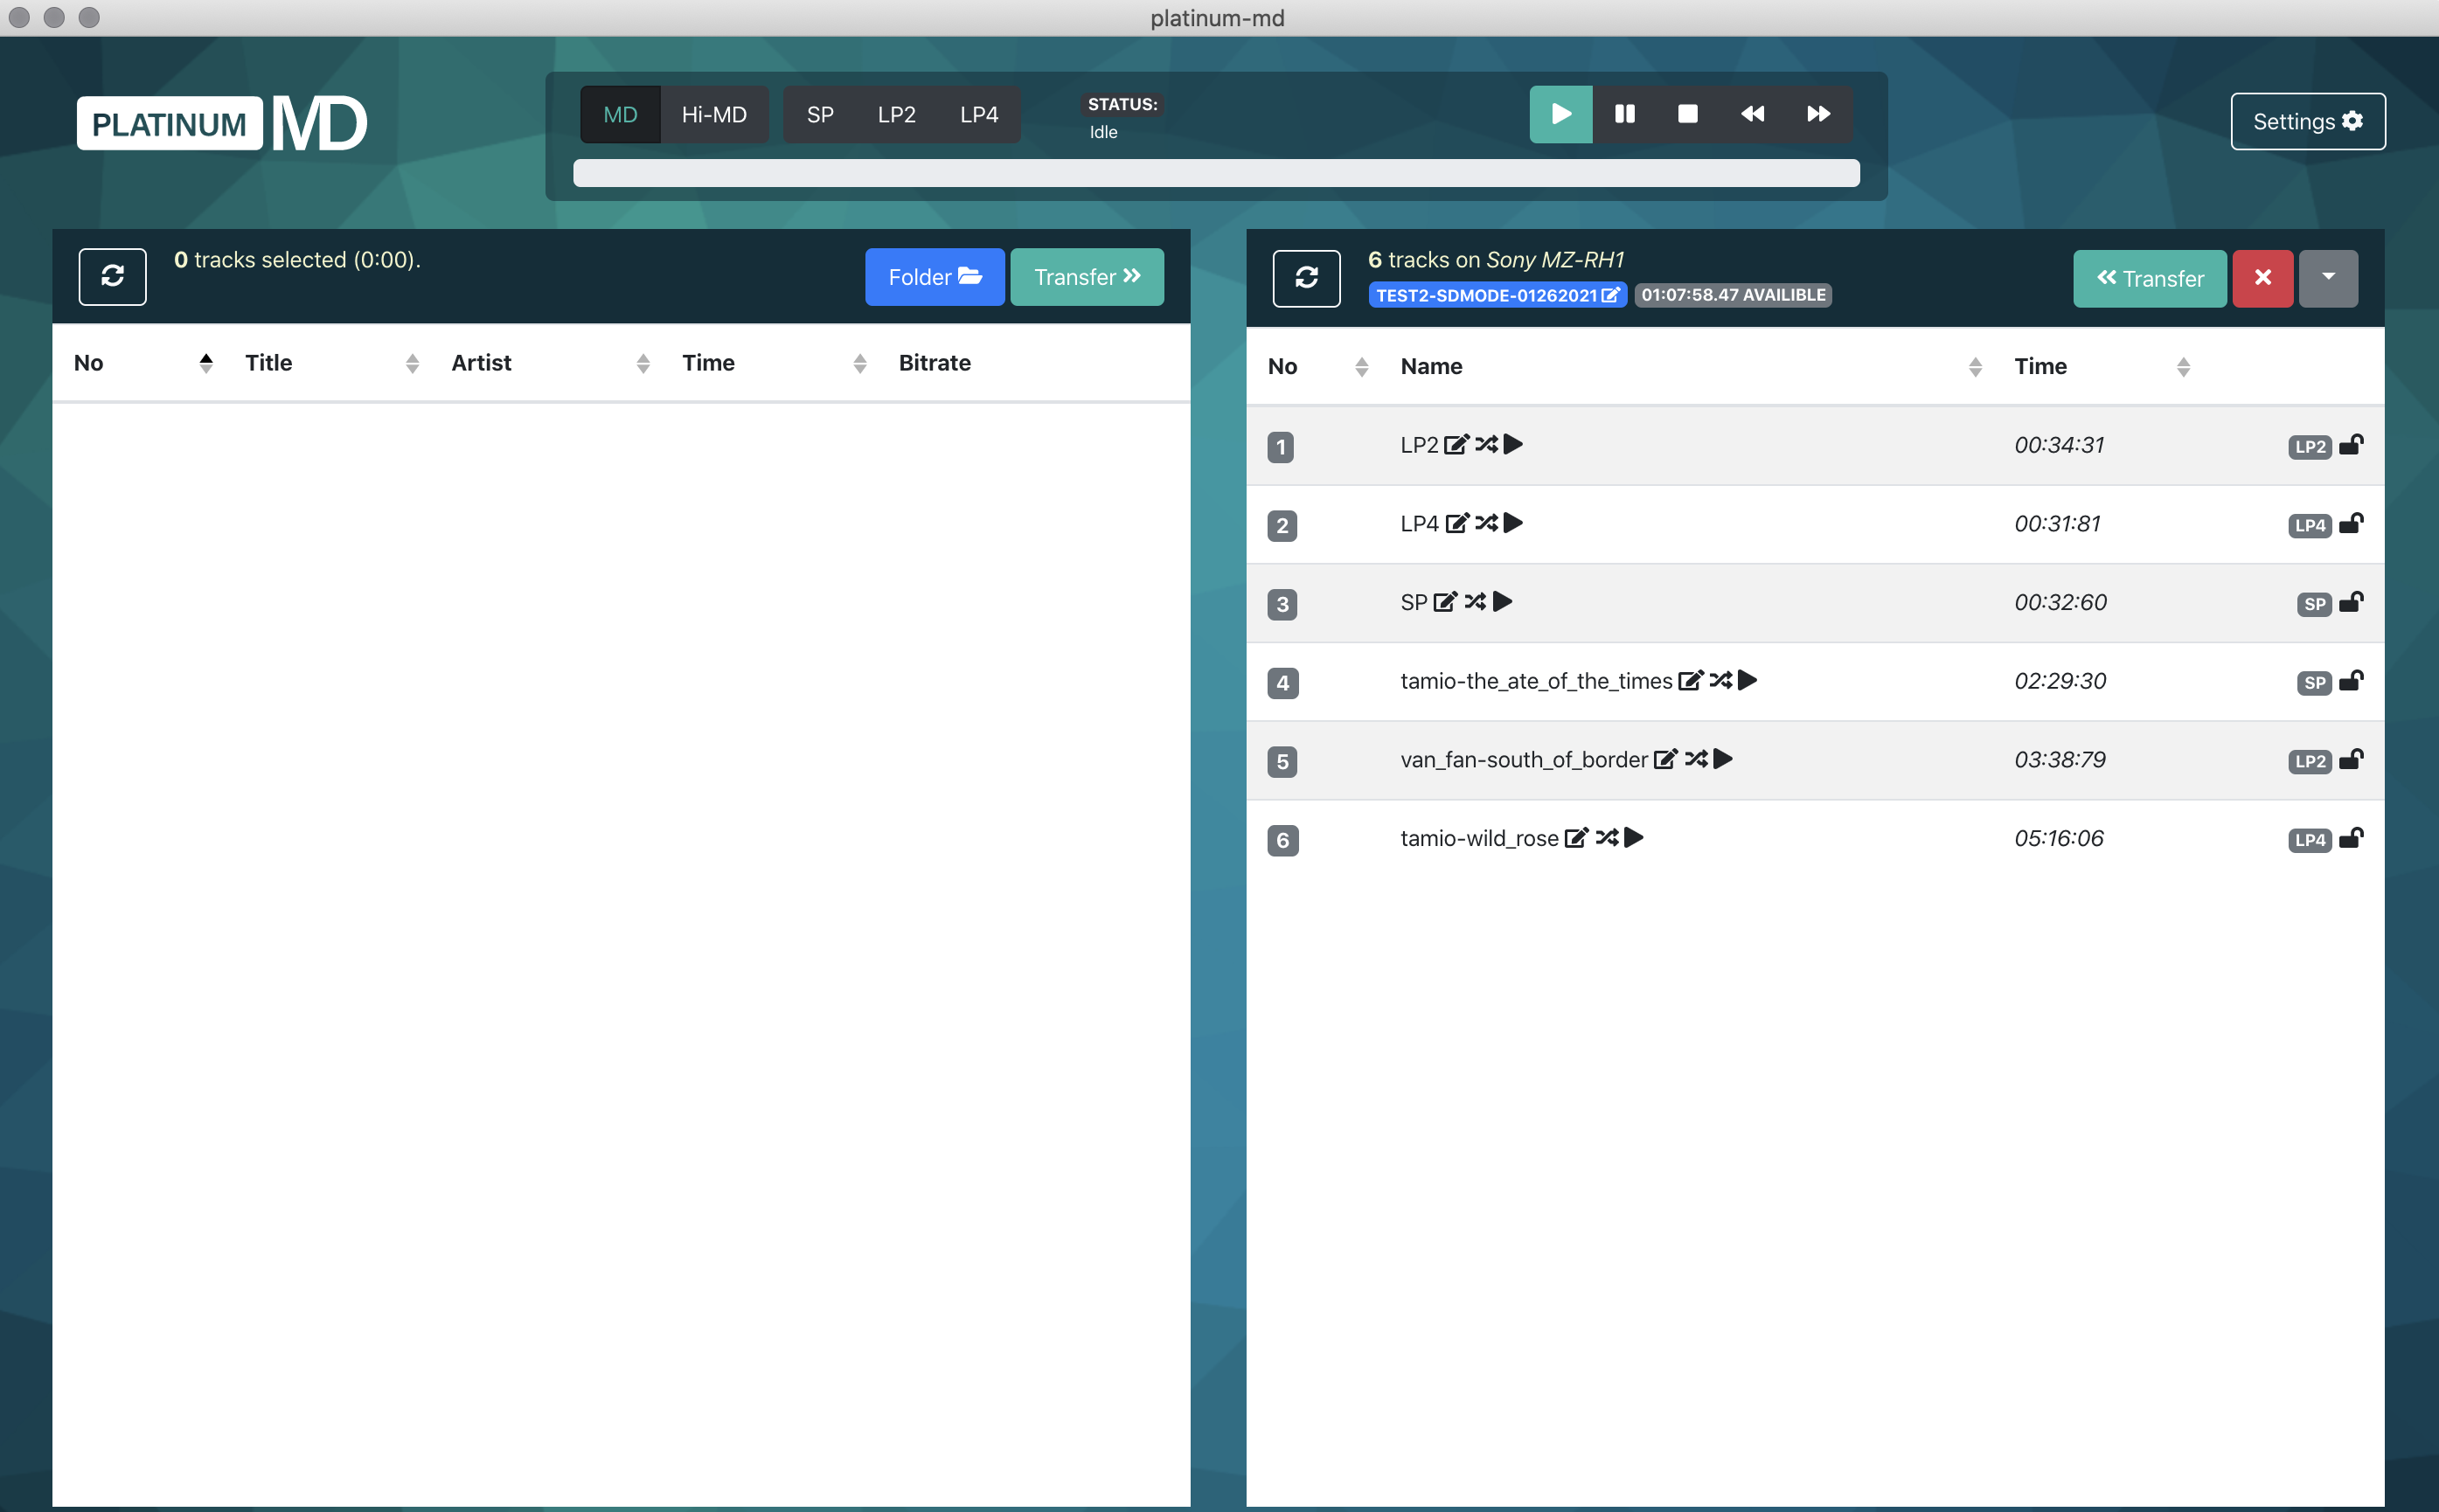 platinum-md
PLATINUM MD
MD Hi-MD SP LP2 LP4
STATUS:
Idle
Settings
0 tracks selected (0:00).
Folder Transfer
No Title Artist Time Bitrate
6 tracks on Sony MZ-RH1
TEST2-SDMODE-01262021 01:07:58.47 AVAILIBLE
Transfer
No Name Time
1 LP2 00:34:31 LP2
2 LP4 00:31:81 LP4
3 SP 00:32:60 SP
4 tamio-the_ate_of_the_times 02:29:30 SP
5 van_fan-south_of_border 03:38:79 LP2
6 tamio-wild_rose 05:16:06 LP4